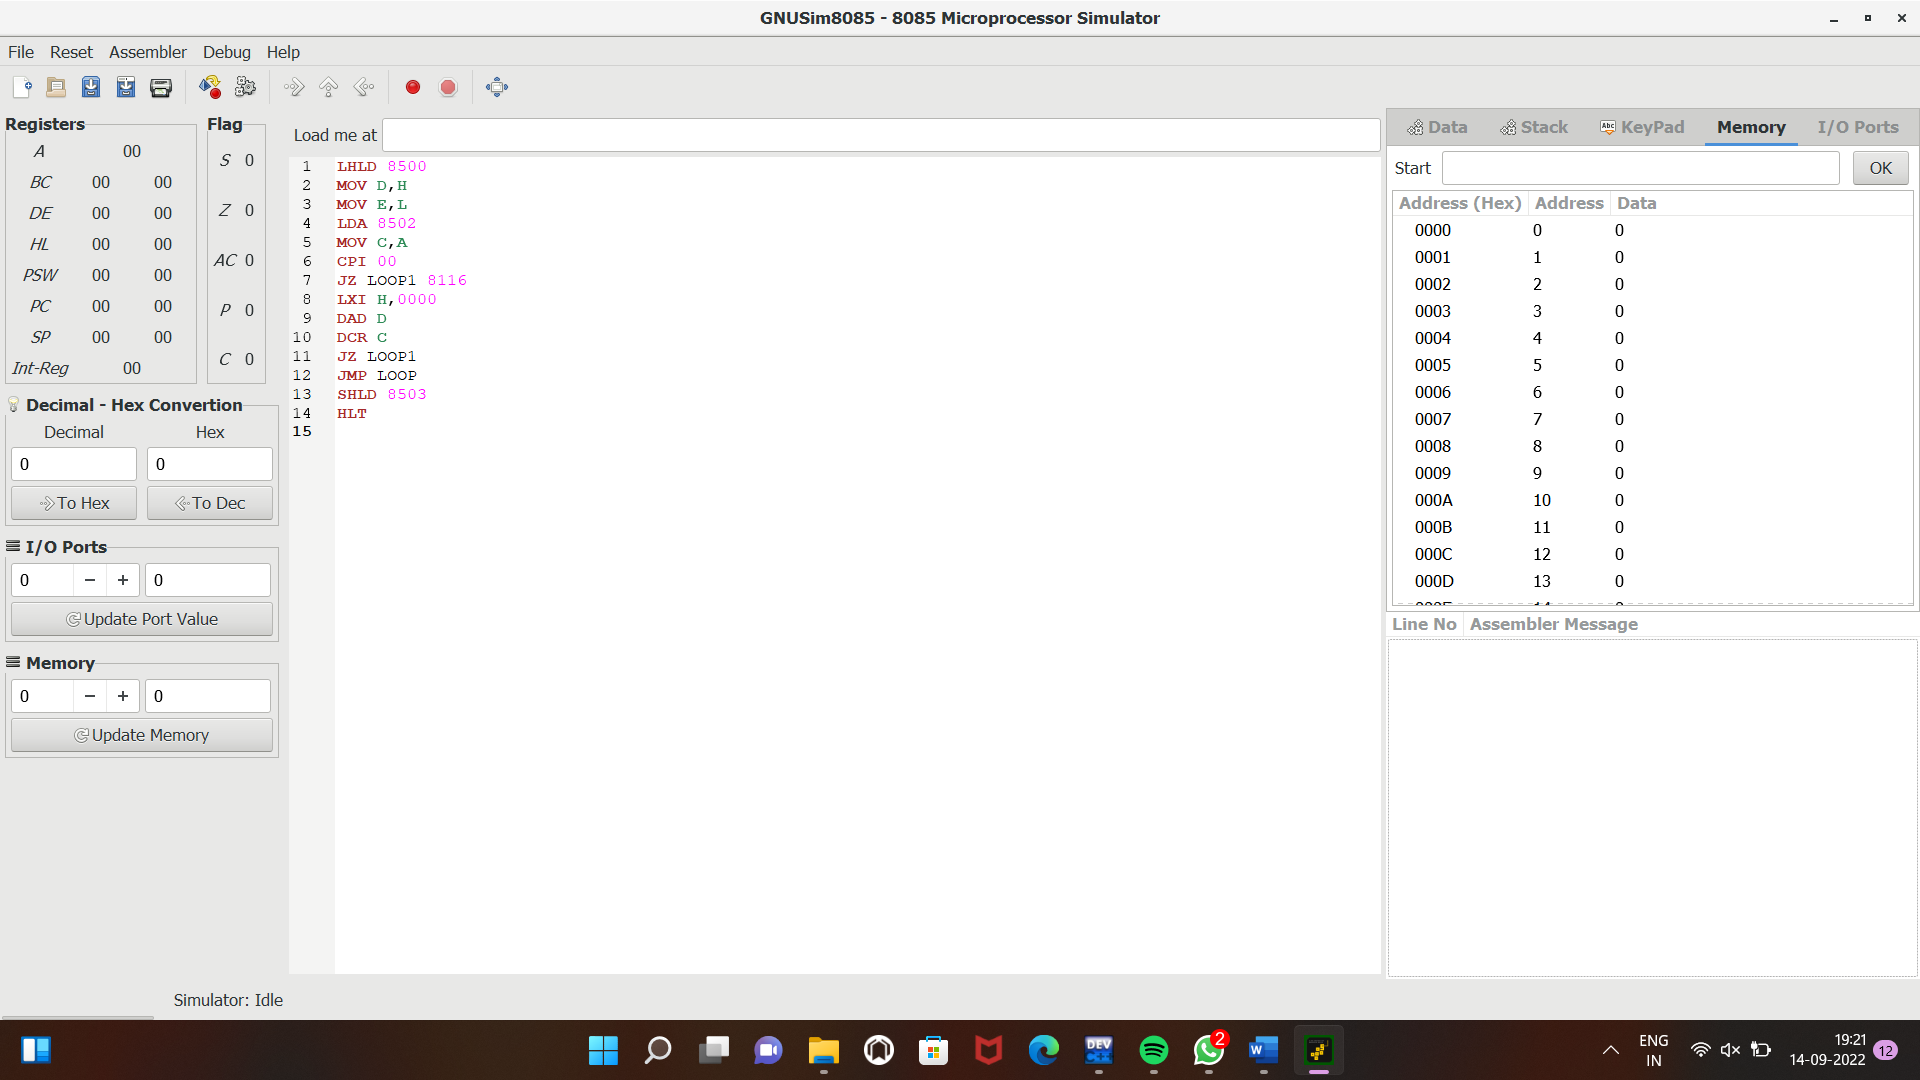 GNUSim8085 - 8085 Microprocessor Simulator
File Reset Assembler Debug Help
Registers
A 00
BC 00 00
DE 00 00
HL 00 00
PSW 00 00
PC 00 00
SP 00 00
Int-Reg 00
Flag
S 0
Z 0
AC 0
P 0
C 0
Decimal - Hex Convertion
Decimal Hex
0 0
To Hex To Dec
I/O Ports
0 − + 0
Update Port Value
Memory
0 − + 0
Update Memory
Load me at
1 LHLD 8500
2 MOV D,H
3 MOV E,L
4 LDA 8502
5 MOV C,A
6 CPI 00
7 JZ LOOP1 8116
8 LXI H,0000
9 DAD D
10 DCR C
11 JZ LOOP1
12 JMP LOOP
13 SHLD 8503
14 HLT
15
Data Stack Abc KeyPad Memory I/O Ports
Start OK
Address (Hex) Address Data
0000 0 0
0001 1 0
0002 2 0
0003 3 0
0004 4 0
0005 5 0
0006 6 0
0007 7 0
0008 8 0
0009 9 0
000A 10 0
000B 11 0
000C 12 0
000D 13 0
Line No Assembler Message
Simulator: Idle
DEV C++
2
W
ENG
IN
19:21
14-09-2022
12